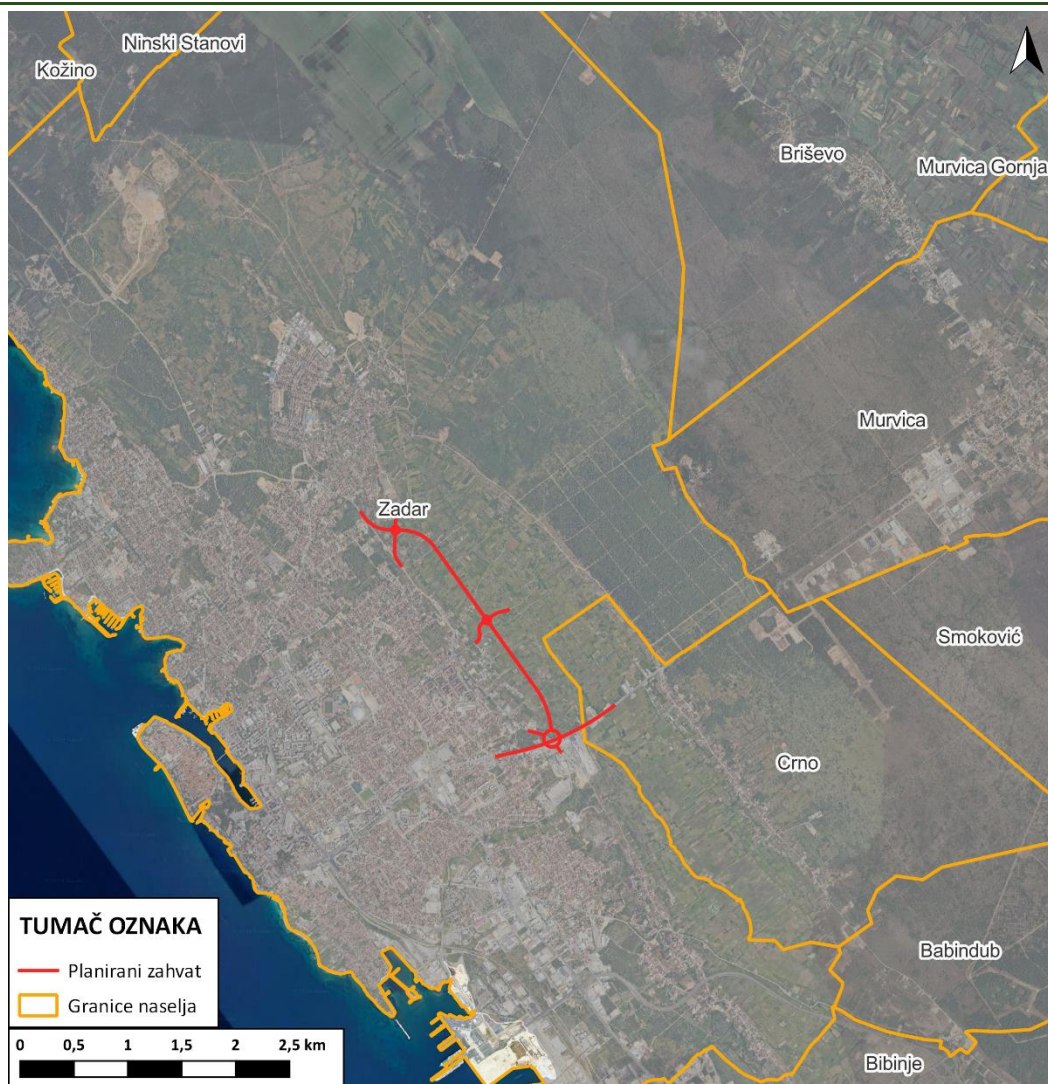 Ninski Stanovi
Kožino
Briševo
Murvica Gornja
Murvica
Zadar
Smoković
Crno
Babindub
Bibinje
TUMAČ OZNAKA
Planirani zahvat
Granice naselja
0 0,5 1 1,5 2 2,5 km